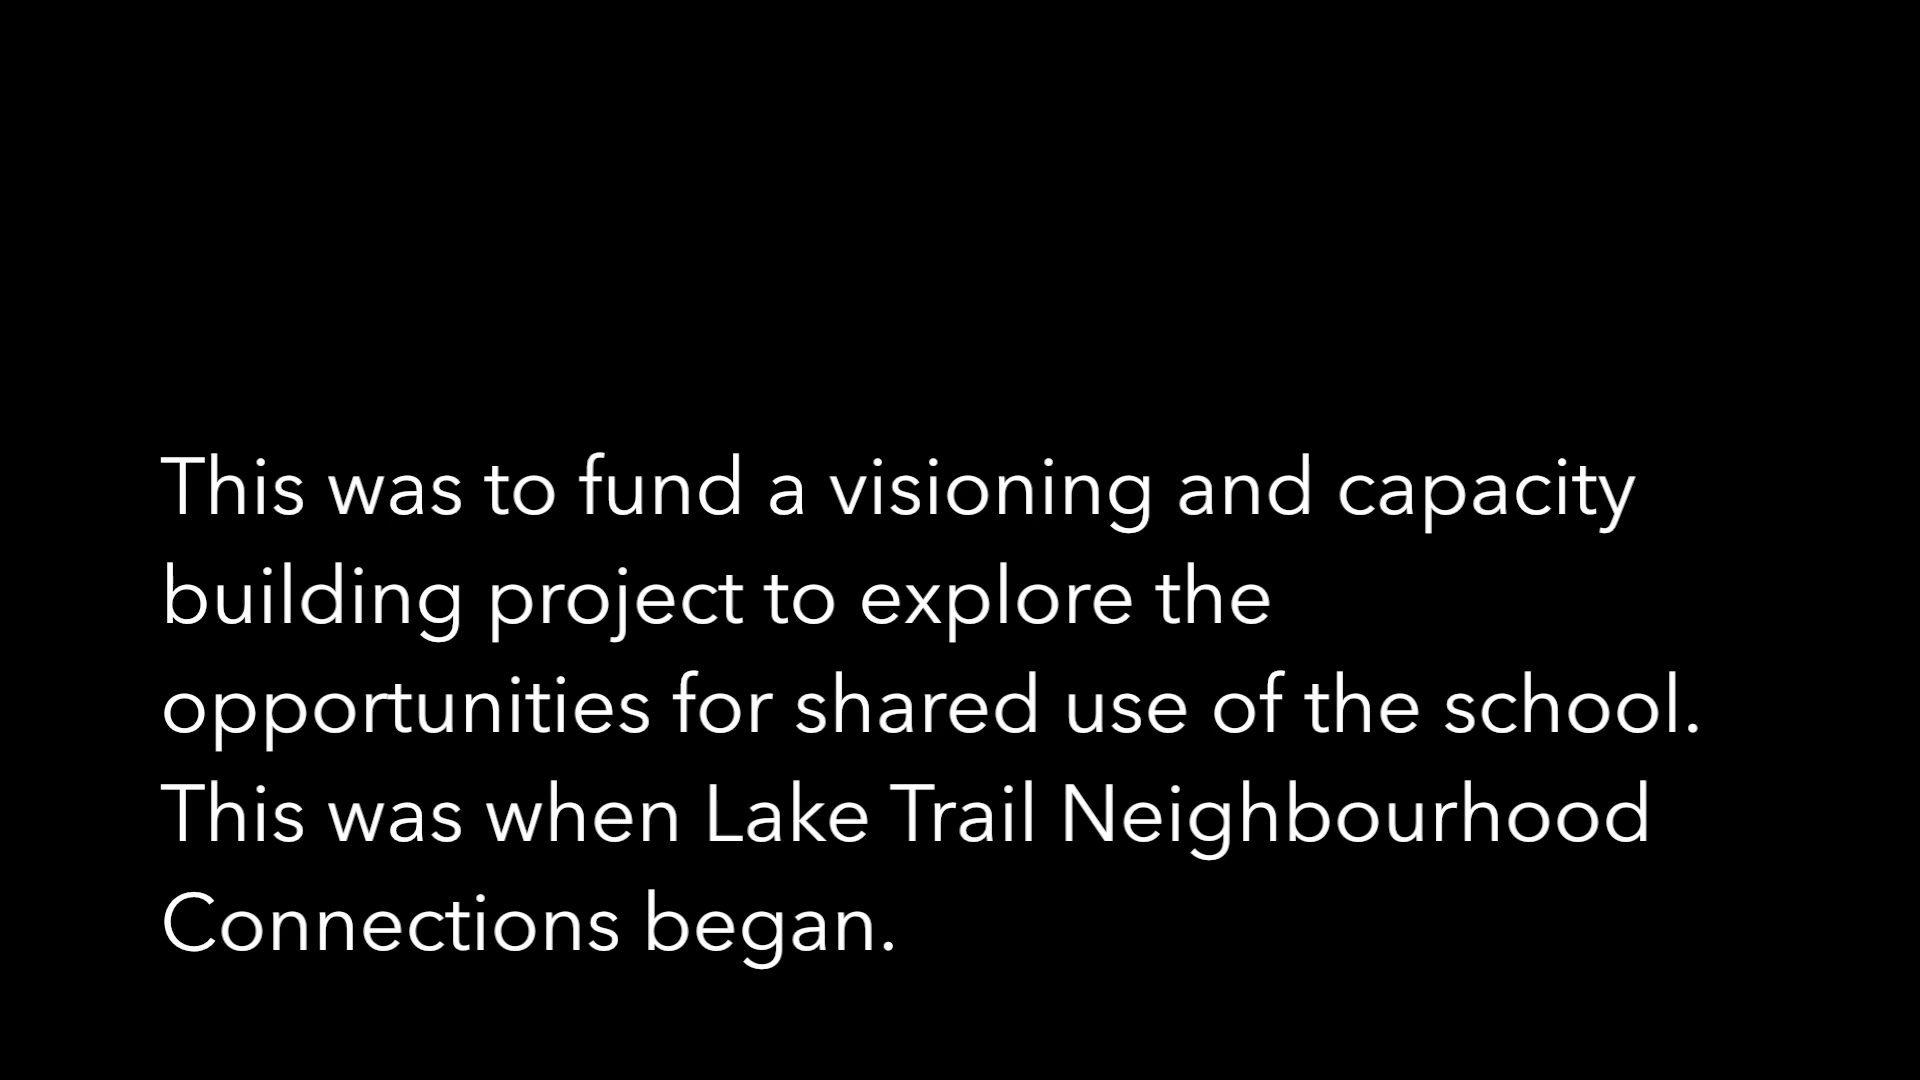 This was to fund a visioning and capacity
building project to explore the
opportunities for shared use of the school.
This was when Lake Trail Neighbourhood
Connections began.